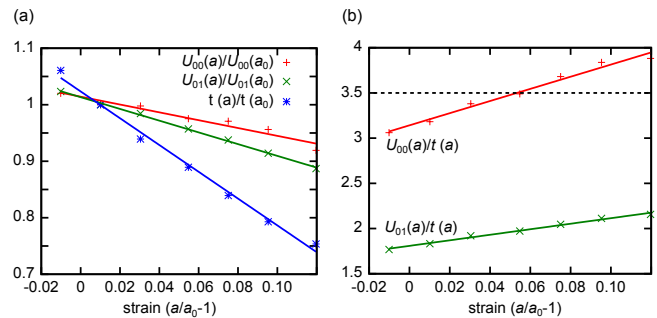 (a)
U00(a)/U00(a0)
U01(a)/U01(a0)
t (a)/t (a0)
1.1
1
0.9
0.8
0.7
-0.02 0 0.02 0.04 0.06 0.08 0.10
strain (a/a0-1)
(b)
4
3.5
3
2.5
2
1.5
U00(a)/t (a)
U01(a)/t (a)
-0.02 0 0.02 0.04 0.06 0.08 0.10
strain (a/a0-1)